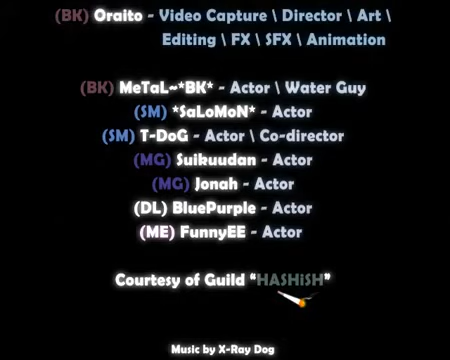 (BK) Oraito - Video Capture \ Director \ Art \
Editing \ FX \ SFX \ Animation
(BK) MeTaL~*BK* - Actor \ Water Guy
(SM) *SaLoMoN* - Actor
(SM) T-DoG - Actor \ Co-director
(MG) Suikuudan - Actor
(MG) Jonah - Actor
(DL) BluePurple - Actor
(ME) FunnyEE - Actor
Courtesy of Guild “HASHiSH”
Music by X-Ray Dog